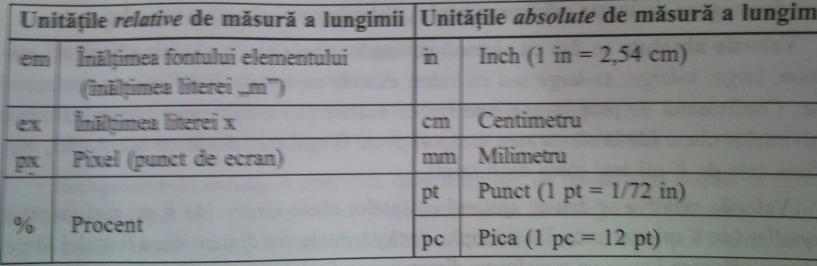 Unitățile relative de măsură a lungimii Unitățile absolute de măsură a lungim
em Înălțimea fontului elementului in Inch (1 in = 2,54 cm)
(înălțimea literei „m”)
ex Înălțimea literei x cm Centimetru
px Pixel (punct de ecran) mm Milimetru
pt Punct (1 pt = 1/72 in)
% Procent
pc Pica (1 pc = 12 pt)